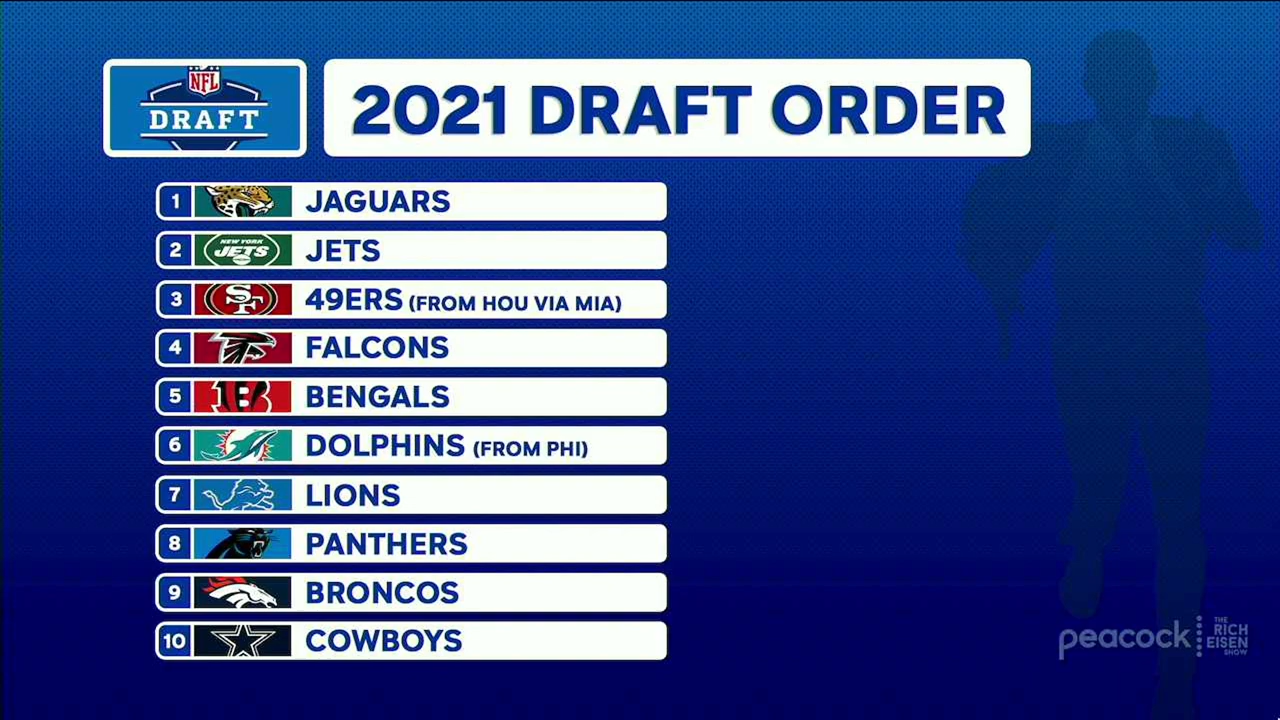 NFL
DRAFT
2021 DRAFT ORDER
1 JAGUARS
2 NEW YORK JETS JETS
3 SF 49ERS (FROM HOU VIA MIA)
4 FALCONS
5 B BENGALS
6 DOLPHINS (FROM PHI)
7 LIONS
8 PANTHERS
9 BRONCOS
10 COWBOYS
peacock
THE
RICH
EISEN
SHOW